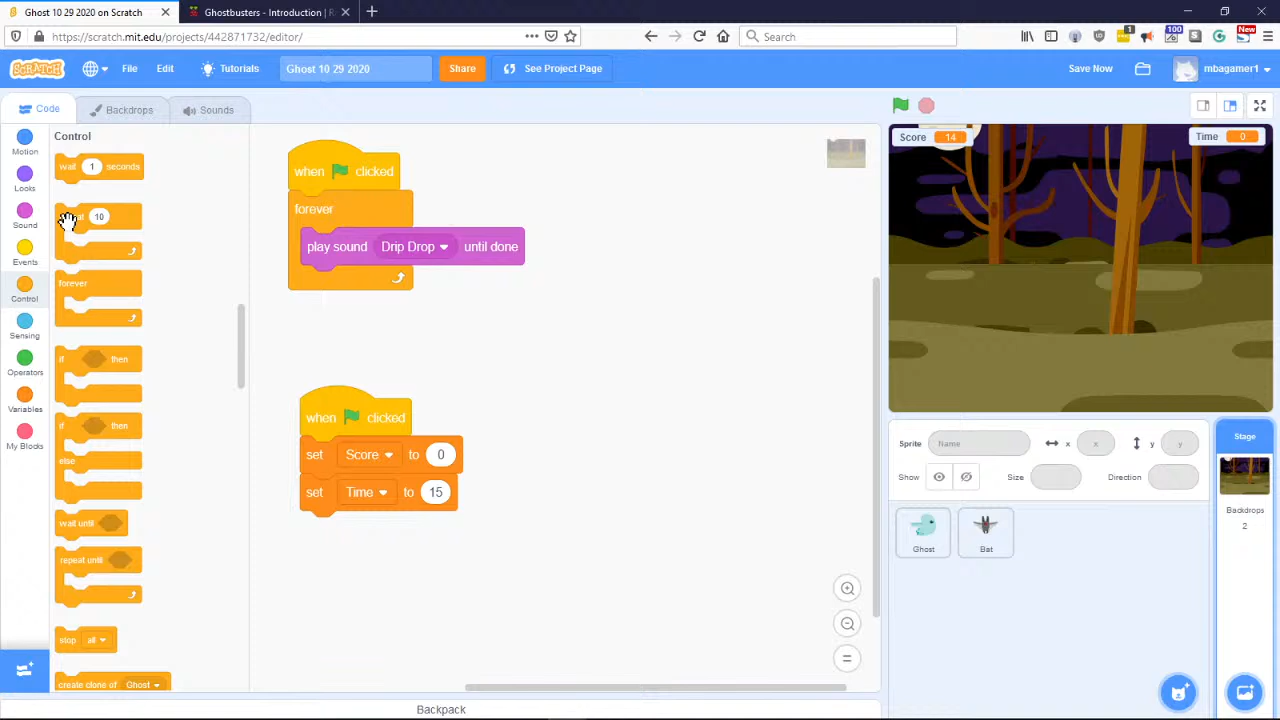 Ghost 10 29 2020 on Scratch
Ghostbusters - Introduction | R
https://scratch.mit.edu/projects/442871732/editor/
Search
1
100
New
SCRATCH
File
Edit
Tutorials
Ghost 10 29 2020
Share
See Project Page
Save Now
mbagamer1
Code
Backdrops
Sounds
Motion
Looks
Sound
Events
Control
Sensing
Operators
Variables
My Blocks
Control
wait 1 seconds
10
forever
if then
if then
else
wait until
repeat until
stop all
create clone of Ghost
when clicked
forever
play sound Drip Drop until done
when clicked
set Score to 0
set Time to 15
Backpack
Score 14
Time 0
Sprite Name x x y y
Show Size Direction
Ghost
Bat
Stage
Backdrops
2